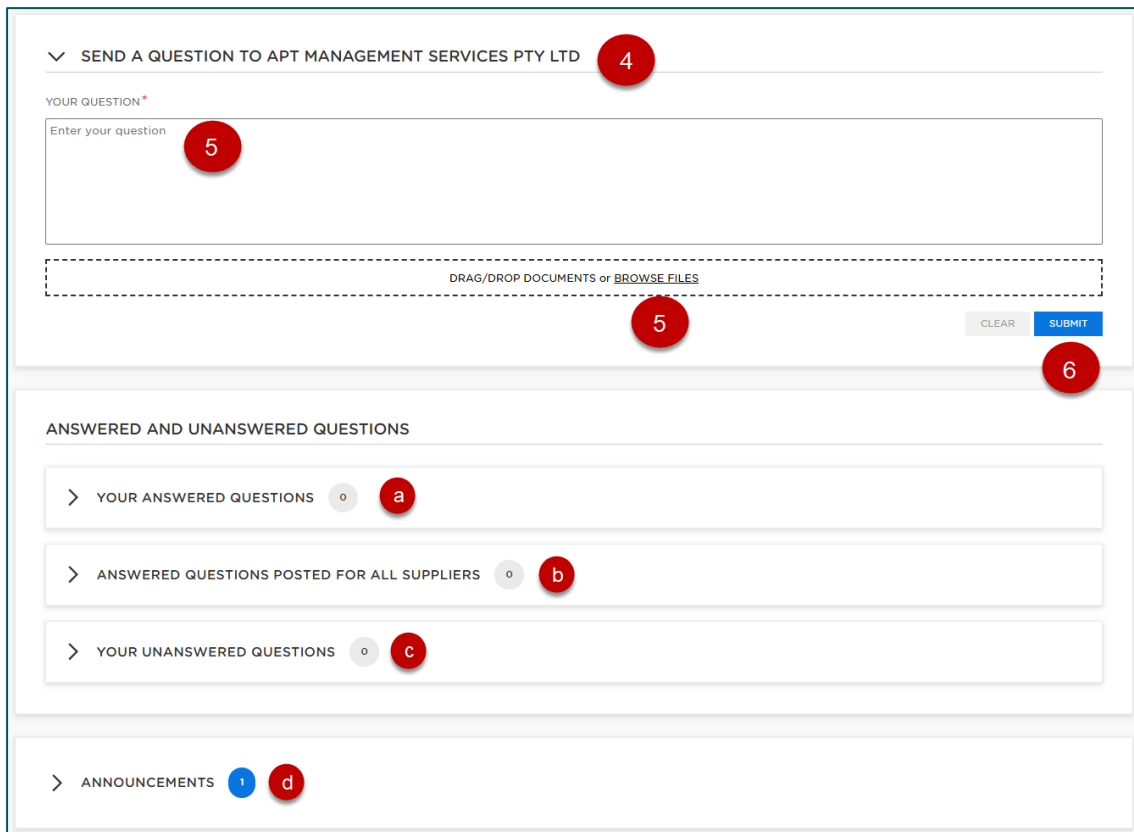 SEND A QUESTION TO APT MANAGEMENT SERVICES PTY LTD 4
YOUR QUESTION*
Enter your question
5
DRAG/DROP DOCUMENTS or BROWSE FILES
5
CLEAR SUBMIT
6
ANSWERED AND UNANSWERED QUESTIONS
YOUR ANSWERED QUESTIONS 0 a
ANSWERED QUESTIONS POSTED FOR ALL SUPPLIERS 0 b
YOUR UNANSWERED QUESTIONS 0 c
ANNOUNCEMENTS 1 d